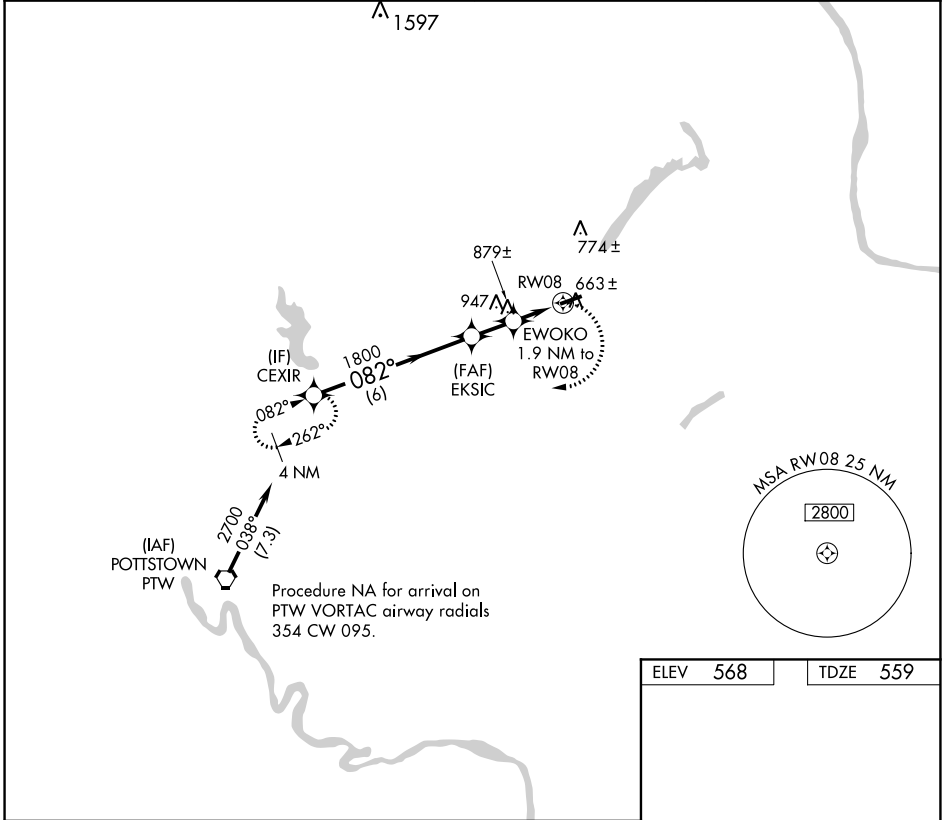 1597
774 ±
879±
RW08
663 ±
947
EWOKO
1.9 NM to
RW08
(IF)
CEXIR
1800
082°
(6)
(FAF)
EKSIC
082°
262°
4 NM
MSA RW08 25 NM
2800
2700
038°
(7.3)
(IAF)
POTTSTOWN
PTW
Procedure NA for arrival on
PTW VORTAC airway radials
354 CW 095.
ELEV 568
TDZE 559